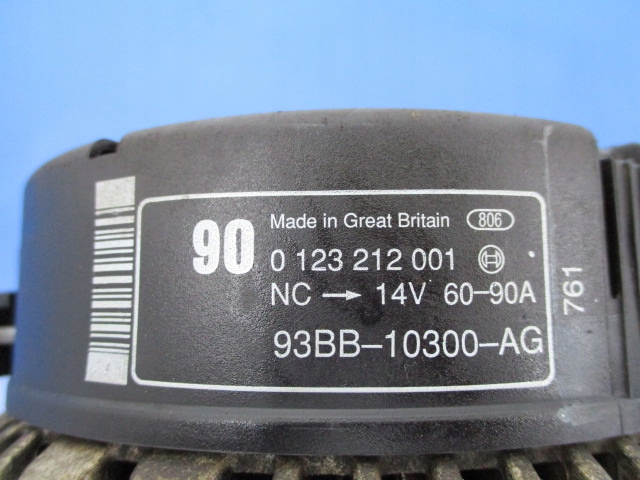 90 Made in Great Britain 806
0 123 212 001
NC → 14V 60-90A
93BB-10300-AG
761